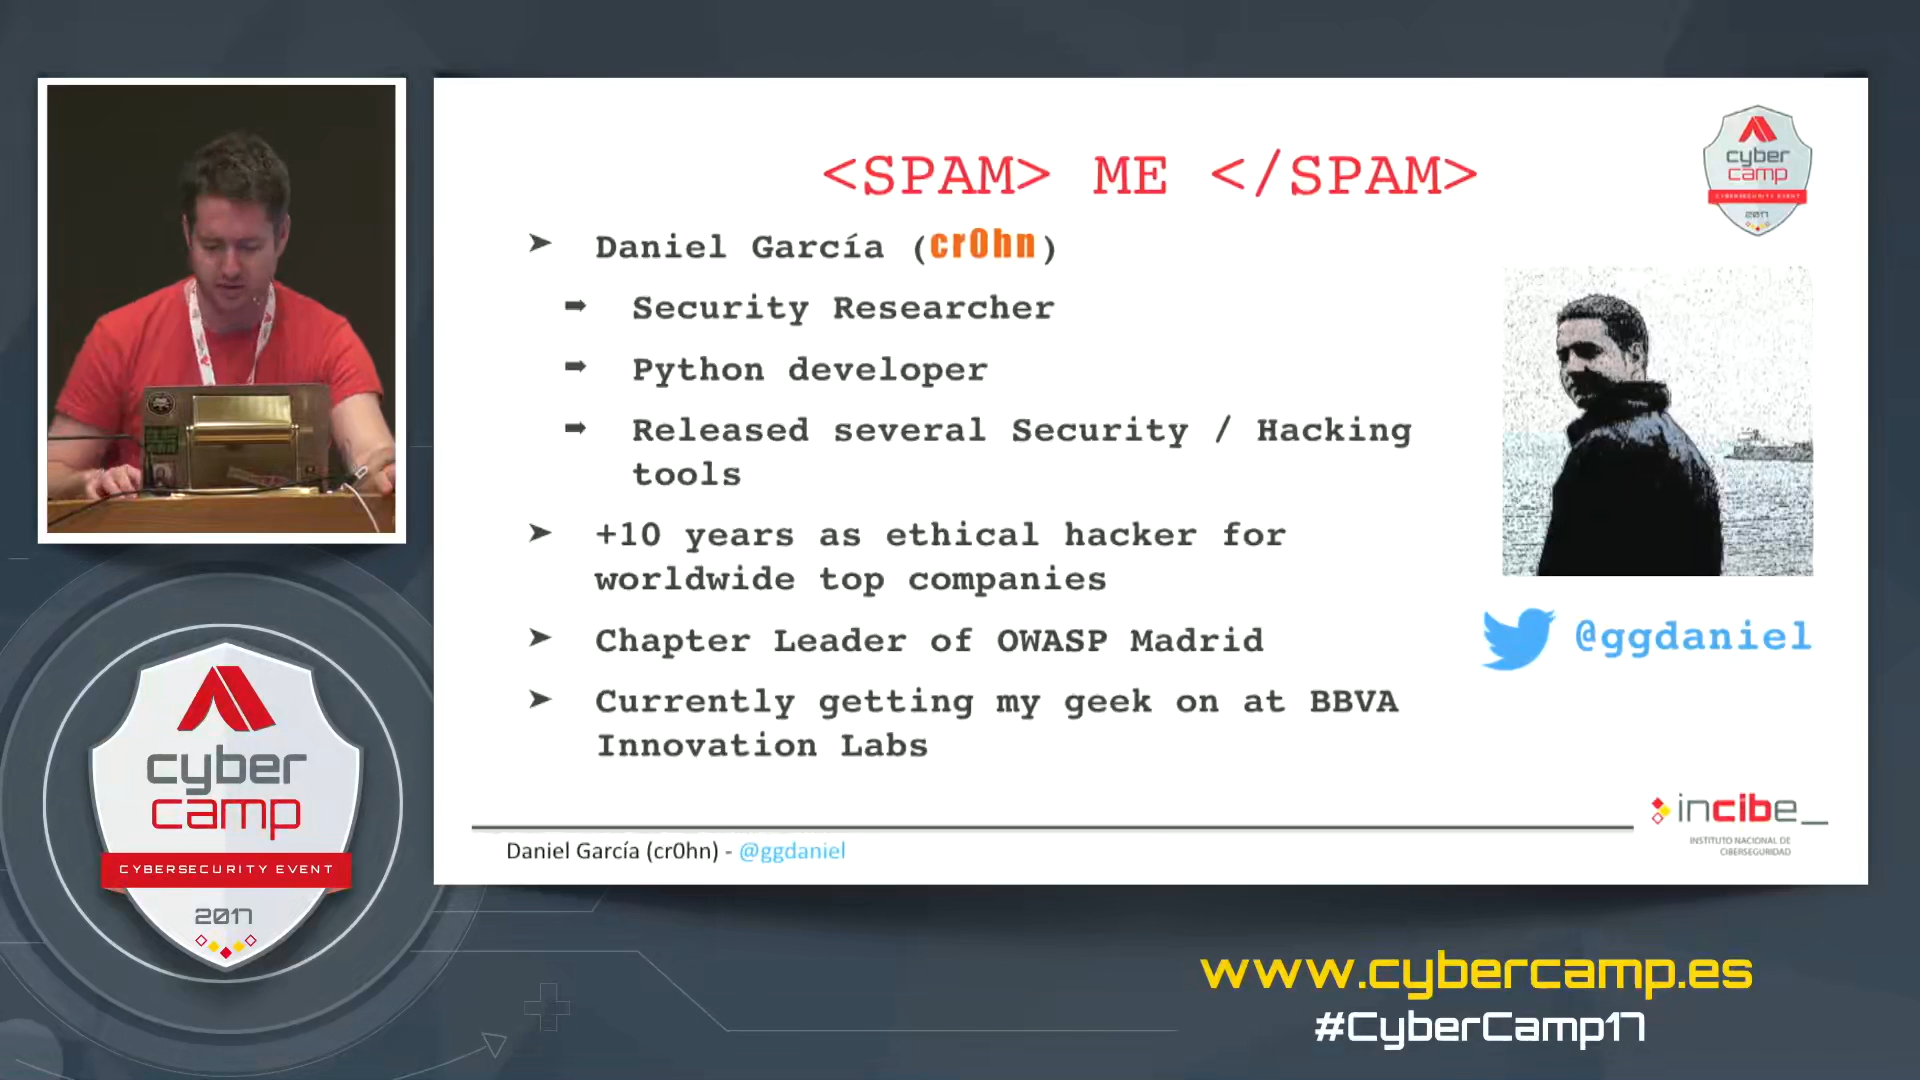 <SPAM> ME </SPAM>
cyber
camp
CYBERSECURITY EVENT
2017
➤ Daniel García (cr0hn)
➡ Security Researcher
➡ Python developer
➡ Released several Security / Hacking
tools
➤ +10 years as ethical hacker for
worldwide top companies
➤ Chapter Leader of OWASP Madrid
➤ Currently getting my geek on at BBVA
Innovation Labs
@ggdaniel
Daniel García (cr0hn) - @ggdaniel
incibe_
INSTITUTO NACIONAL DE
CIBERSEGURIDAD
cyber
camp
CYBERSECURITY EVENT
2017
www.cybercamp.es
#CyberCamp17